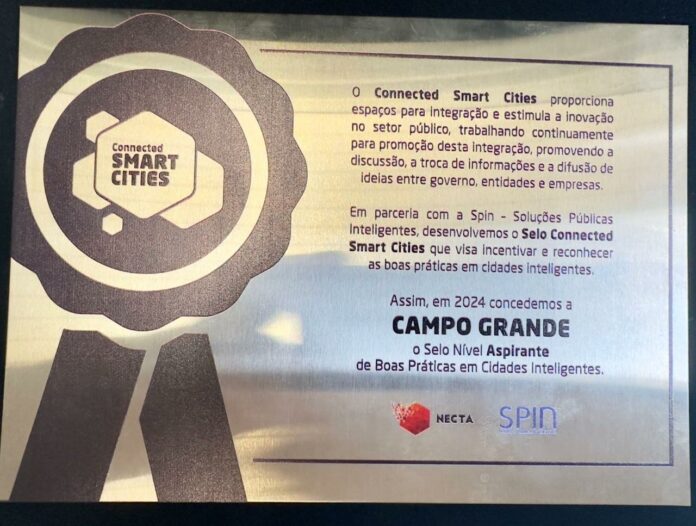 Connected
SMART
CITIES
O Connected Smart Cities proporciona
espaços para integração e estimula a inovação
no setor público, trabalhando continuamente
para promoção desta integração, promovendo a
discussão, a troca de informações e a difusão de
ideias entre governo, entidades e empresas.
Em parceria com a Spin - Soluções Públicas
Inteligentes, desenvolvemos o Selo Connected
Smart Cities que visa incentivar e reconhecer
as boas práticas em cidades inteligentes.
Assim, em 2024 concedemos a
CAMPO GRANDE
o Selo Nível Aspirante
de Boas Práticas em Cidades Inteligentes.
NECTA
SPIN